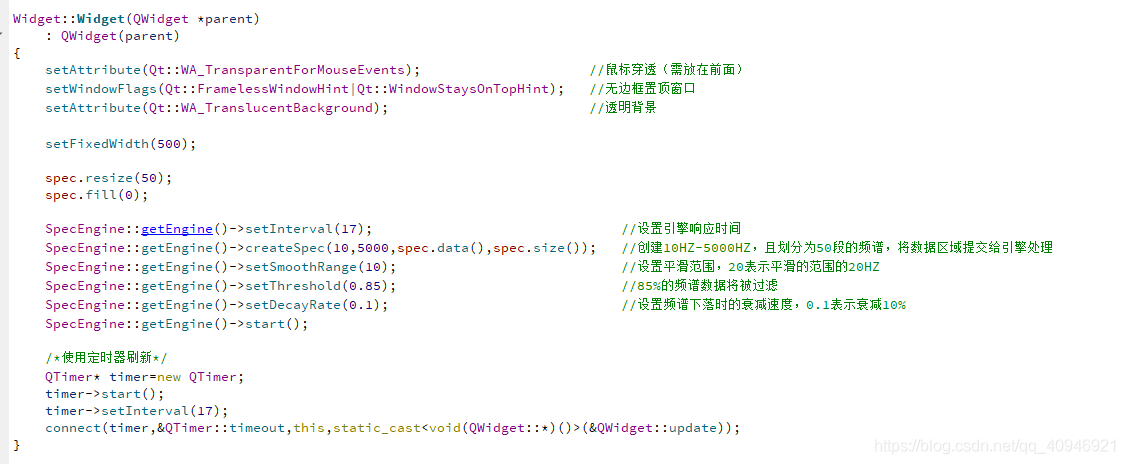 Widget::Widget(QWidget *parent)
    : QWidget(parent)
{
    setAttribute(Qt::WA_TransparentForMouseEvents);                     //鼠标穿透（需放在前面）
    setWindowFlags(Qt::FramelessWindowHint|Qt::WindowStaysOnTopHint);   //无边框置顶窗口
    setAttribute(Qt::WA_TranslucentBackground);                         //透明背景
    setFixedWidth(500);
    spec.resize(50);
    spec.fill(0);
    SpecEngine::getEngine()->setInterval(17);                               //设置引擎响应时间
    SpecEngine::getEngine()->createSpec(10,5000,spec.data(),spec.size());   //创建10HZ-5000HZ，且划分为50段的频谱，将数据区域提交给引擎处理
    SpecEngine::getEngine()->setSmoothRange(10);                            //设置平滑范围，20表示平滑的范围的20HZ
    SpecEngine::getEngine()->setThreshold(0.85);                            //85%的频谱数据将被过滤
    SpecEngine::getEngine()->setDecayRate(0.1);                             //设置频谱下落时的衰减速度，0.1表示衰减10%
    SpecEngine::getEngine()->start();
    /*使用定时器刷新*/
    QTimer* timer=new QTimer;
    timer->start();
    timer->setInterval(17);
    connect(timer,&QTimer::timeout,this,static_cast<void(QWidget::*)()>(&QWidget::update));
}
https://blog.csdn.net/qq_40946921